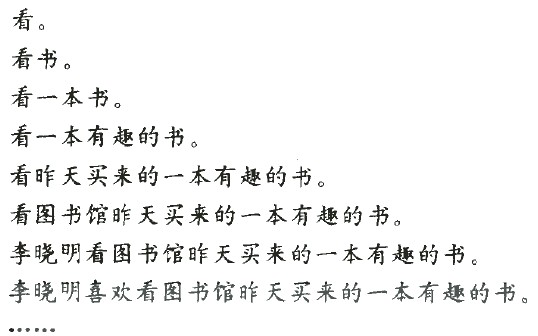 看。
看书。
看一本书。
看一本有趣的书。
看昨天买来的一本有趣的书。
看图书馆昨天买来的一本有趣的书。
李晓明看图书馆昨天买来的一本有趣的书。
李晓明喜欢看图书馆昨天买来的一本有趣的书。
……